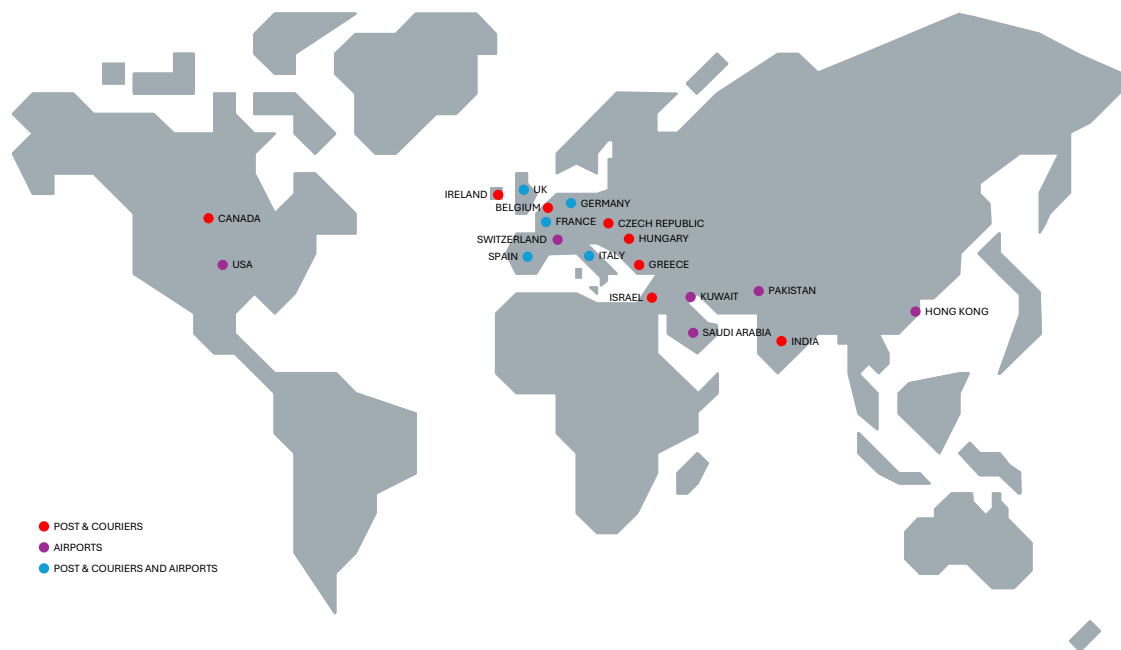 UK
IRELAND
GERMANY
BELGIUM
CANADA
FRANCE
CZECH REPUBLIC
SWITZERLAND
HUNGARY
SPAIN
ITALY
USA
GREECE
PAKISTAN
ISRAEL
KUWAIT
HONG KONG
SAUDI ARABIA
INDIA
POST & COURIERS
AIRPORTS
POST & COURIERS AND AIRPORTS